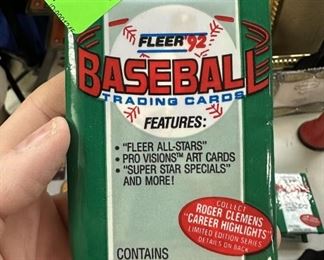 FLEER '92
BASEBALL
TRADING CARDS
FEATURES:
• "FLEER ALL-STARS"
• PRO VISIONS™ ART CARDS
• "SUPER STAR SPECIALS"
AND MORE!
COLLECT
ROGER CLEMENS
"CAREER HIGHLIGHTS"
LIMITED EDITION SERIES
DETAILS ON BACK
CONTAINS